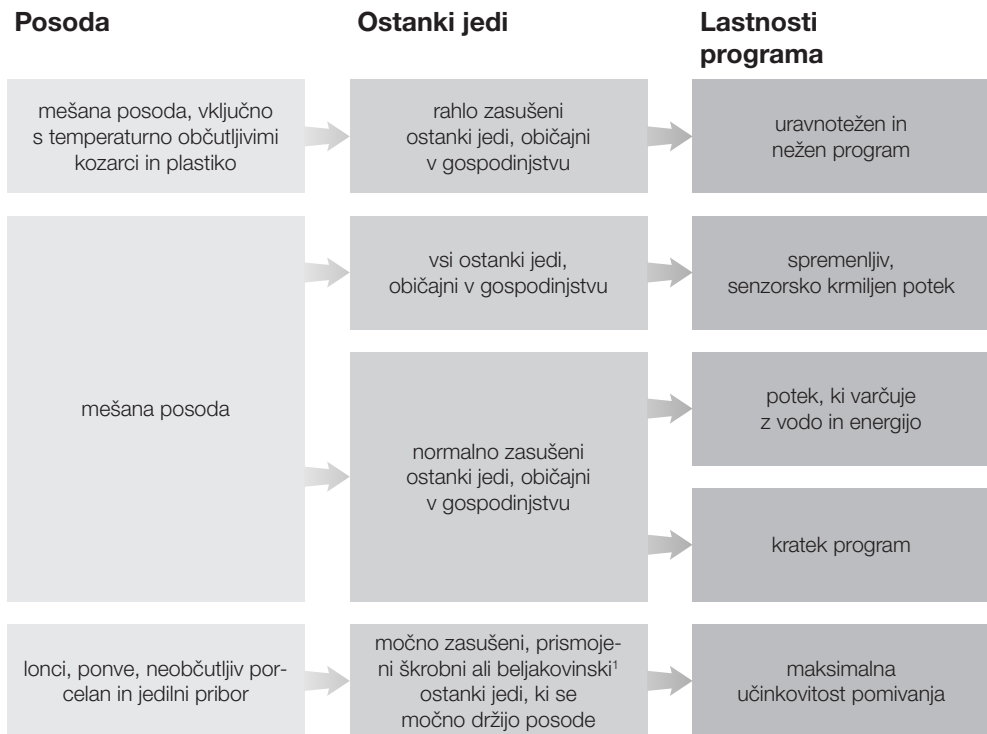 Posoda
Ostanki jedi
Lastnosti
programa
mešana posoda, vključno
s temperaturno občutljivimi
kozarci in plastiko
rahlo zasušeni
ostanki jedi, običajni
v gospodinjstvu
uravnotežen in
nežen program
mešana posoda
vsi ostanki jedi,
običajni v gospodinjstvu
spremenljiv,
senzorsko krmiljen potek
normalno zasušeni
ostanki jedi, običajni
v gospodinjstvu
potek, ki varčuje
z vodo in energijo
kratek program
lonci, ponve, neobčutljiv por-
celan in jedilni pribor
močno zasušeni, prismoje-
ni škrobni ali beljakovinski¹
ostanki jedi, ki se
močno držijo posode
maksimalna
učinkovitost pomivanja